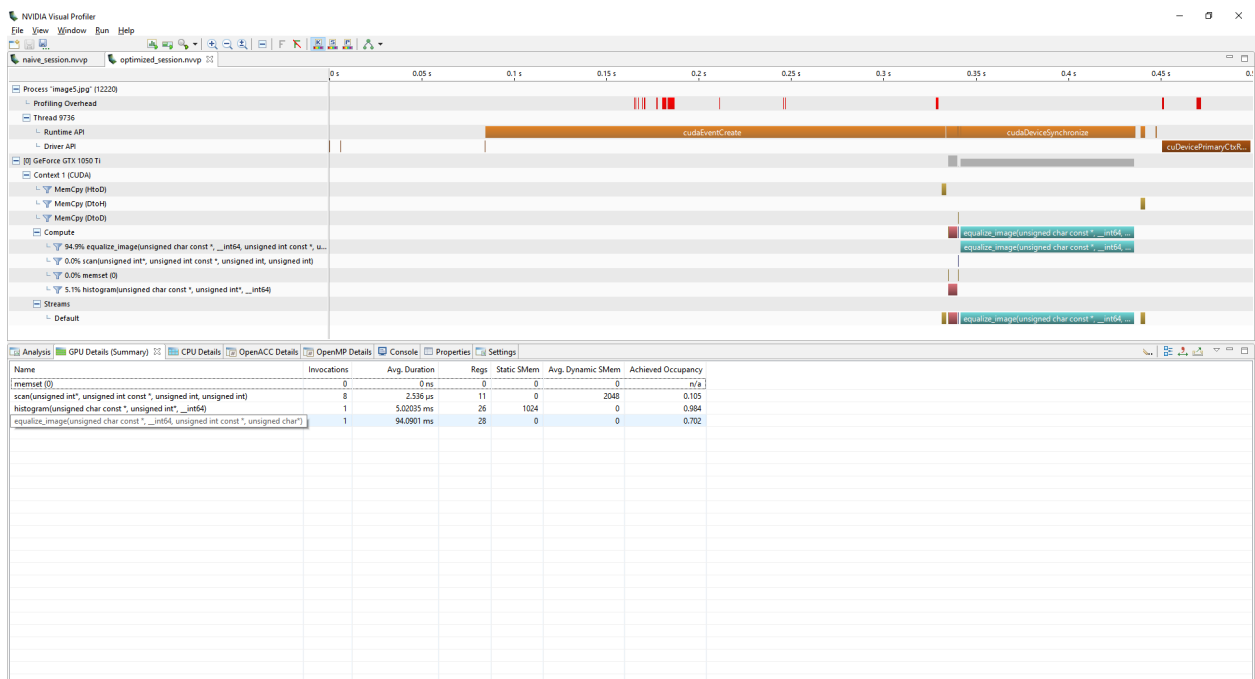 NVIDIA Visual Profiler
File View Window Run Help
naive_session.nvvp optimized_session.nvvp
0 s 0.05 s 0.1 s 0.15 s 0.2 s 0.25 s 0.3 s 0.35 s 0.4 s 0.45 s 0.
Process "image5.jpg" (12220)
Profiling Overhead
Thread 9736
Runtime API cudaEventCreate cudaDeviceSynchronize
Driver API cuDevicePrimaryCtxR...
[0] GeForce GTX 1050 Ti
Context 1 (CUDA)
MemCpy (HtoD)
MemCpy (DtoH)
MemCpy (DtoD)
Compute equalize_image(unsigned char const *, __int64, ...
94.9% equalize_image(unsigned char const *, __int64, unsigned int const *, u... equalize_image(unsigned char const *, __int64, ...
0.0% scan(unsigned int*, unsigned int const *, unsigned int, unsigned int)
0.0% memset (0)
5.1% histogram(unsigned char const *, unsigned int*, __int64)
Streams
Default equalize_image(unsigned char const *, __int64, ...
Analysis GPU Details (Summary) CPU Details OpenACC Details OpenMP Details Console Properties Settings
Name Invocations Avg. Duration Regs Static SMem Avg. Dynamic SMem Achieved Occupancy
memset (0) 0 0 ns 0 0 0 n/a
scan(unsigned int*, unsigned int const *, unsigned int, unsigned int) 8 2.536 µs 11 0 2048 0.105
histogram(unsigned char const *, unsigned int*, __int64) 1 5.02035 ms 26 1024 0 0.984
equalize_image(unsigned char const *, __int64, unsigned int const *, unsigned char*) 1 94.0901 ms 28 0 0 0.702